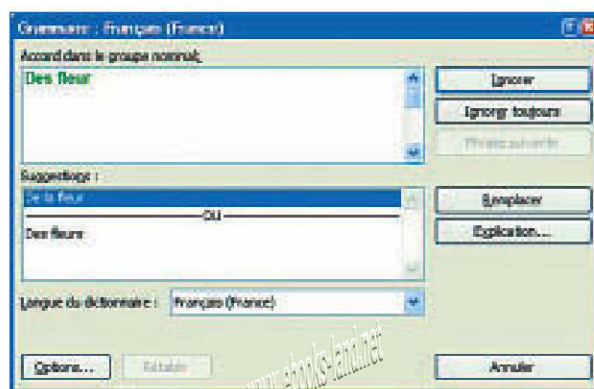 Grammaire : Français (France)
Accord dans le groupe nominal:
Des fleur
Ignorer
Ignorer toujours
Phrase suivante
Suggestions :
De la fleur
OU
Des fleurs
Remplacer
Explication...
Langue du dictionnaire : Français (France)
Options... Rétablir Annuler
www.ebooks-land.net